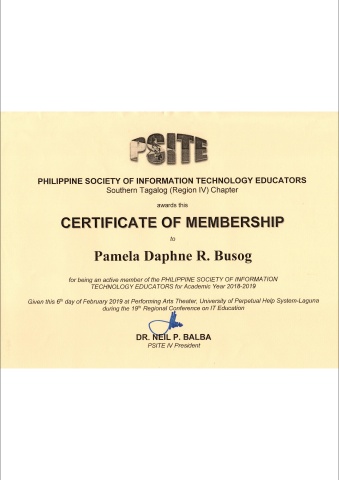 PSITE
PHILIPPINE SOCIETY OF INFORMATION TECHNOLOGY EDUCATORS
Southern Tagalog (Region IV) Chapter
awards this
CERTIFICATE OF MEMBERSHIP
to
Pamela Daphne R. Busog
for being an active member of the PHILIPPINE SOCIETY OF INFORMATION
TECHNOLOGY EDUCATORS for Academic Year 2018-2019
Given this 6th day of February 2019 at Performing Arts Theater, University of Perpetual Help System-Laguna
during the 19th Regional Conference on IT Education
DR. NEIL P. BALBA
PSITE IV President